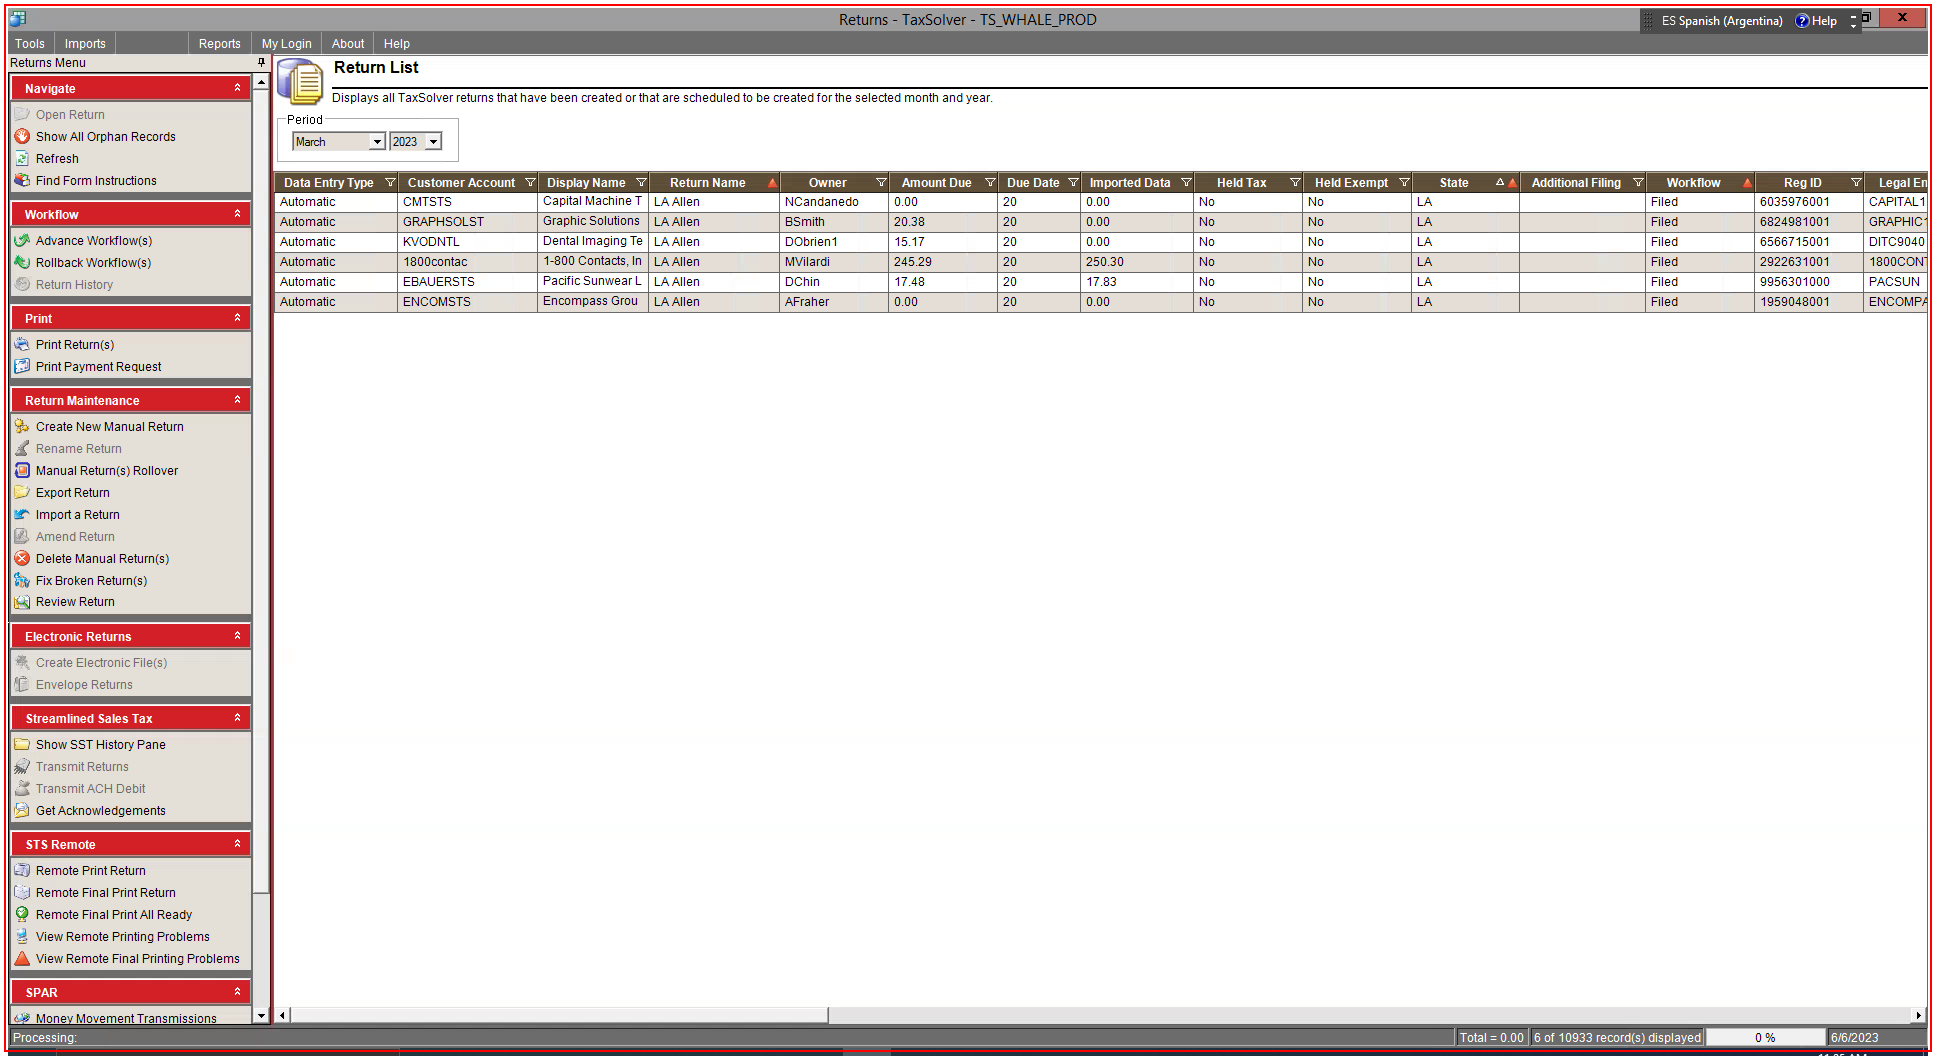 Returns - TaxSolver - TS_WHALE_PROD
ES Spanish (Argentina) Help
Tools Imports Reports My Login About Help
Returns Menu
Navigate
Open Return
Show All Orphan Records
Refresh
Find Form Instructions
Workflow
Advance Workflow(s)
Rollback Workflow(s)
Return History
Print
Print Return(s)
Print Payment Request
Return Maintenance
Create New Manual Return
Rename Return
Manual Return(s) Rollover
Export Return
Import a Return
Amend Return
Delete Manual Return(s)
Fix Broken Return(s)
Review Return
Electronic Returns
Create Electronic File(s)
Envelope Returns
Streamlined Sales Tax
Show SST History Pane
Transmit Returns
Transmit ACH Debit
Get Acknowledgements
STS Remote
Remote Print Return
Remote Final Print Return
Remote Final Print All Ready
View Remote Printing Problems
View Remote Final Printing Problems
SPAR
Money Movement Transmissions
Return List
Displays all TaxSolver returns that have been created or that are scheduled to be created for the selected month and year.
Period
March 2023
Data Entry Type Customer Account Display Name Return Name Owner Amount Due Due Date Imported Data Held Tax Held Exempt State Additional Filing Workflow Reg ID Legal En
Automatic CMTSTS Capital Machine T LA Allen NCandanedo 0.00 20 0.00 No No LA Filed 6035976001 CAPITAL1
Automatic GRAPHSOLST Graphic Solutions LA Allen BSmith 20.38 20 0.00 No No LA Filed 6824981001 GRAPHIC1
Automatic KVODNTL Dental Imaging Te LA Allen DObrien1 15.17 20 0.00 No No LA Filed 6566715001 DITC9040
Automatic 1800contac 1-800 Contacts, In LA Allen MVilardi 245.29 20 250.30 No No LA Filed 2922631001 1800CONT
Automatic EBAUERSTS Pacific Sunwear L LA Allen DChin 17.48 20 17.83 No No LA Filed 9956301000 PACSUN
Automatic ENCOMSTS Encompass Grou LA Allen AFraher 0.00 20 0.00 No No LA Filed 1959048001 ENCOMPA
Processing: Total = 0.00 6 of 10933 record(s) displayed 0 % 6/6/2023